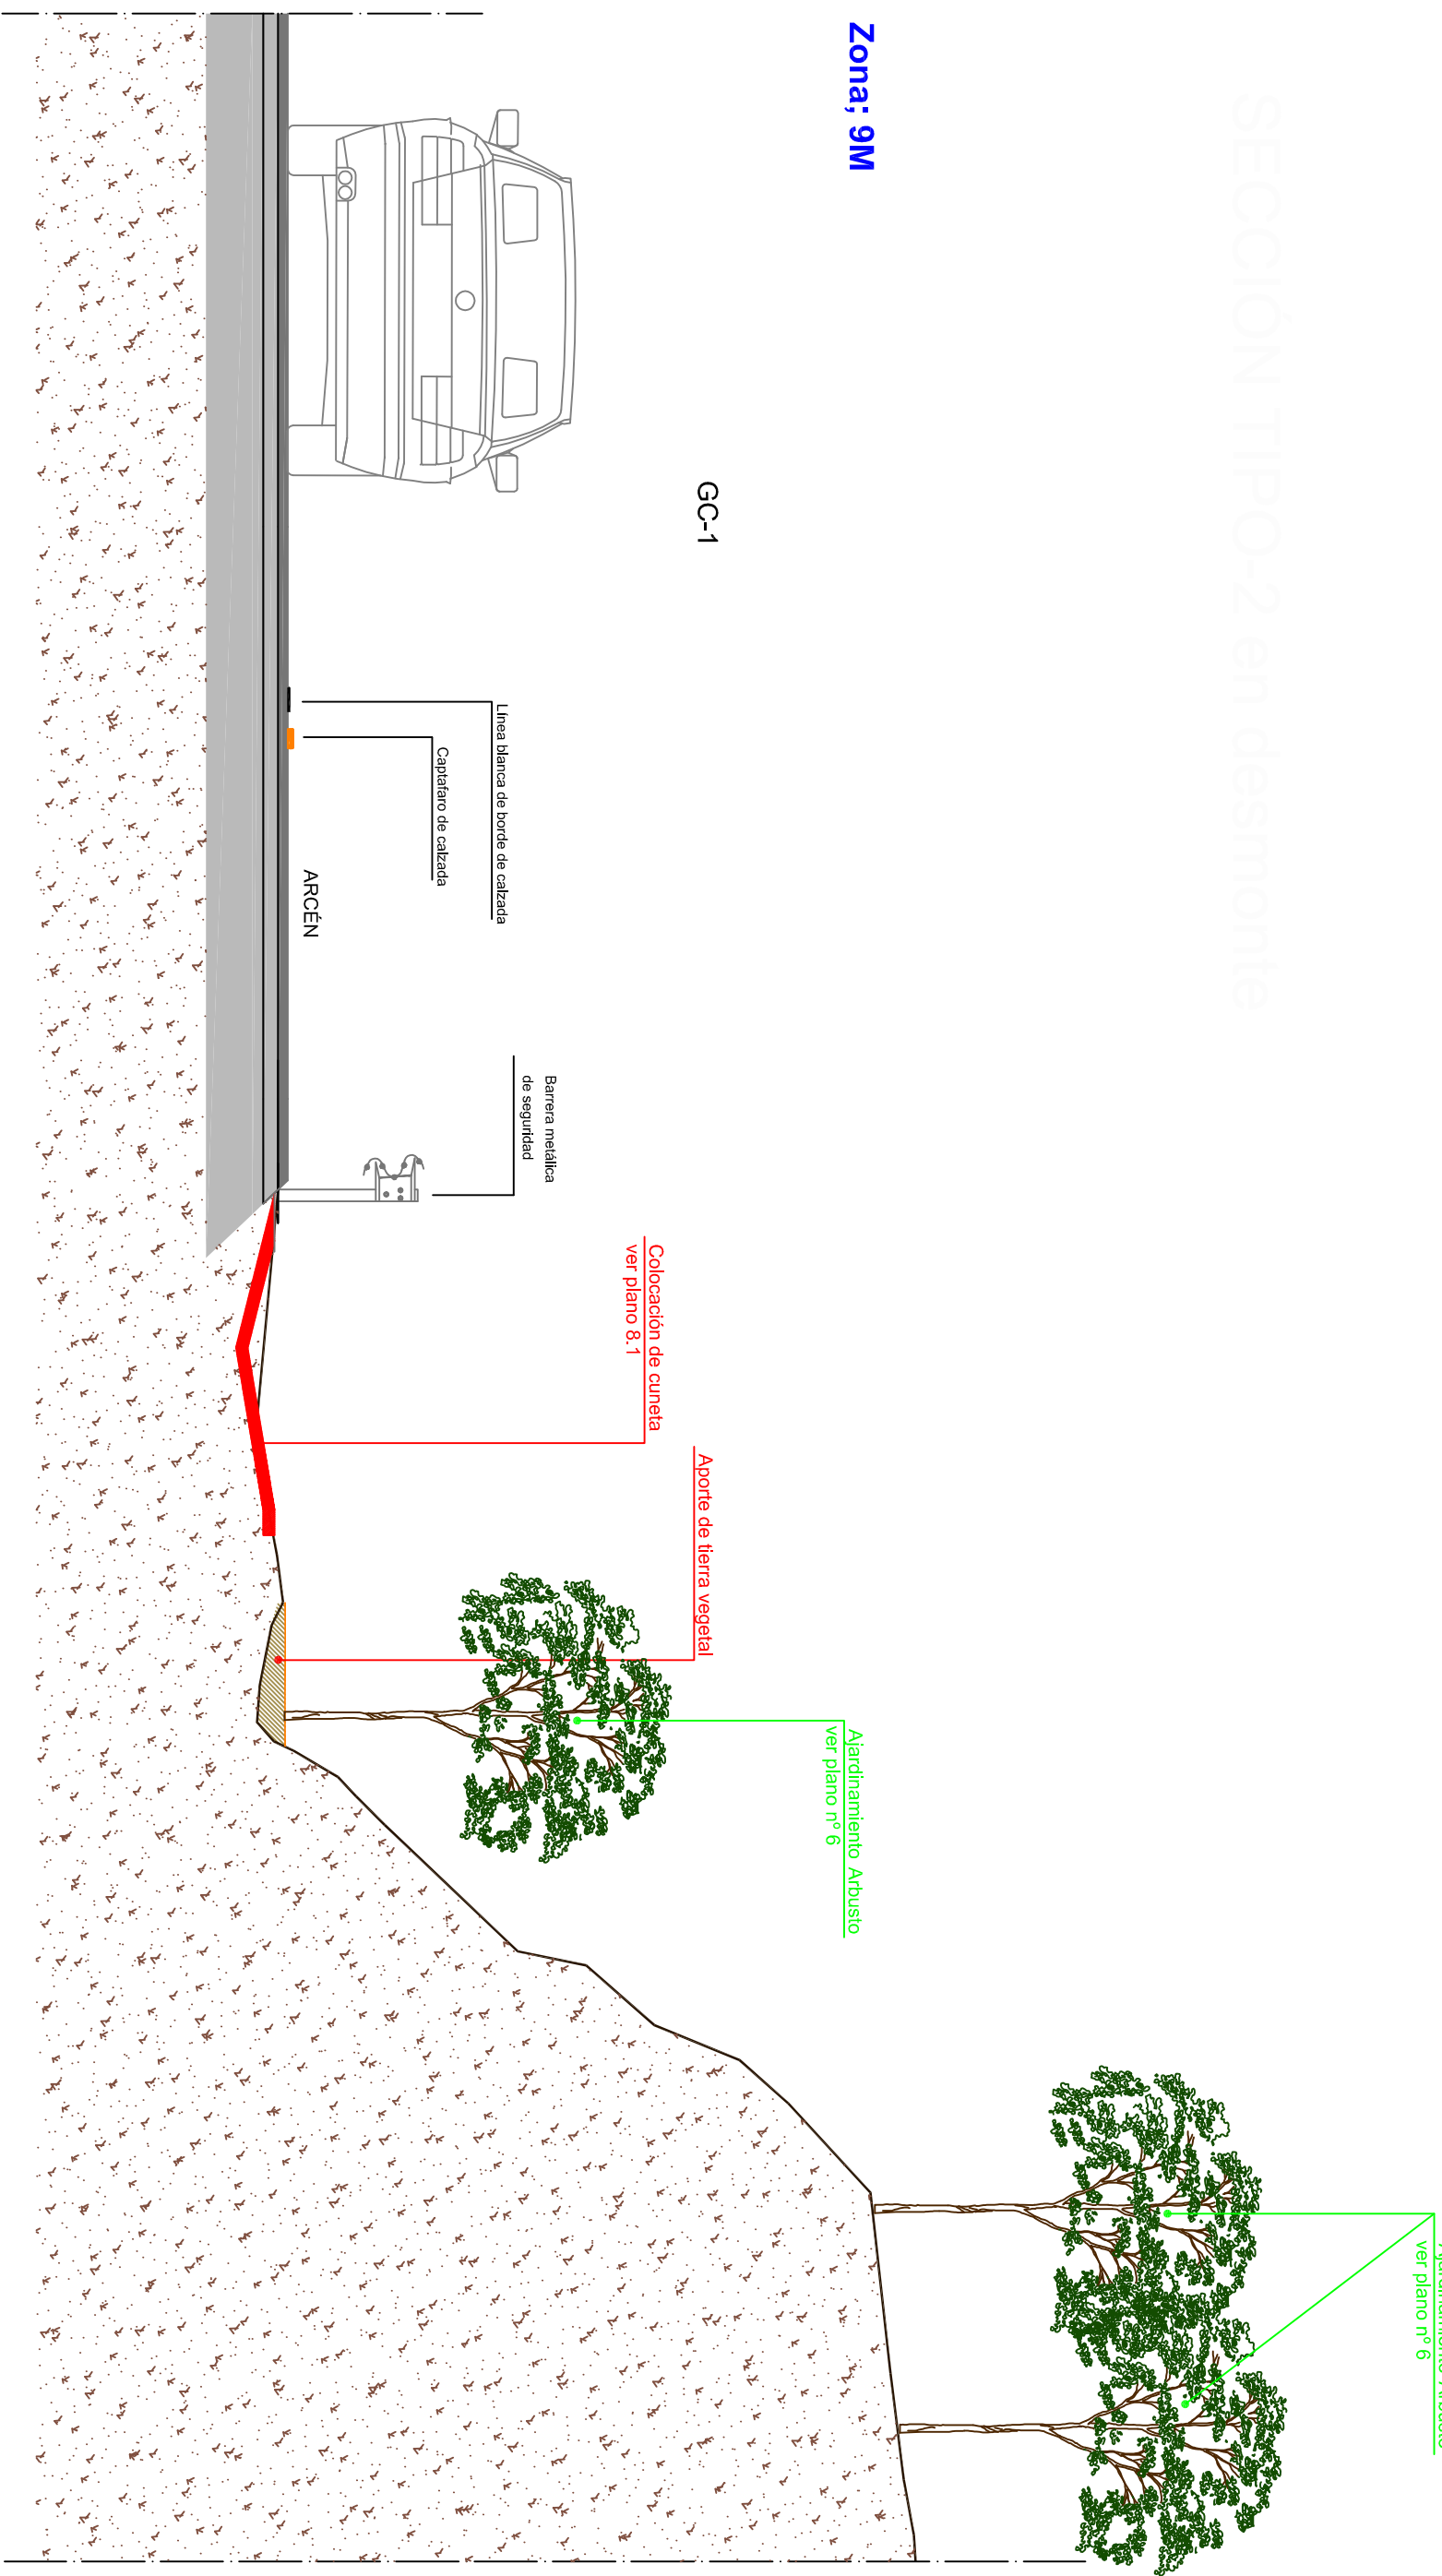 SECCIÓN TIPO-2 en desmonte
Zona; 9M
GC-1
Línea blanca de borde de calzada
Captafaro de calzada
ARCÉN
Barrera metálica
de seguridad
Colocación de cuneta
ver plano 8.1
Aporte de tierra vegetal
Ajardinamiento Arbusto
ver plano nº 6
Ajardinamiento Arbusto
ver plano nº 6